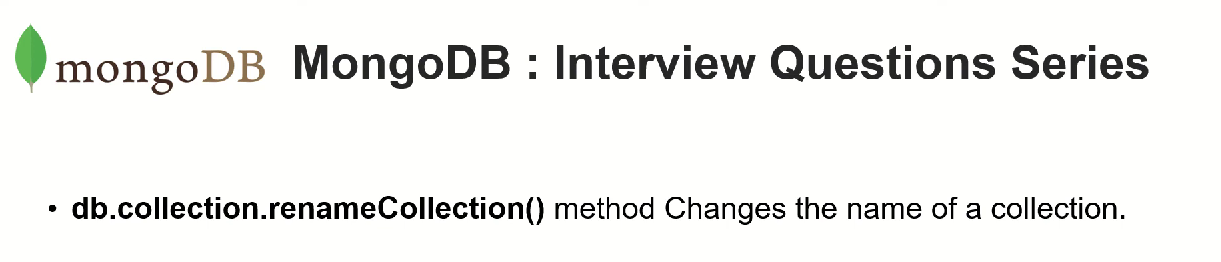 mongoDB MongoDB : Interview Questions Series
• db.collection.renameCollection() method Changes the name of a collection.